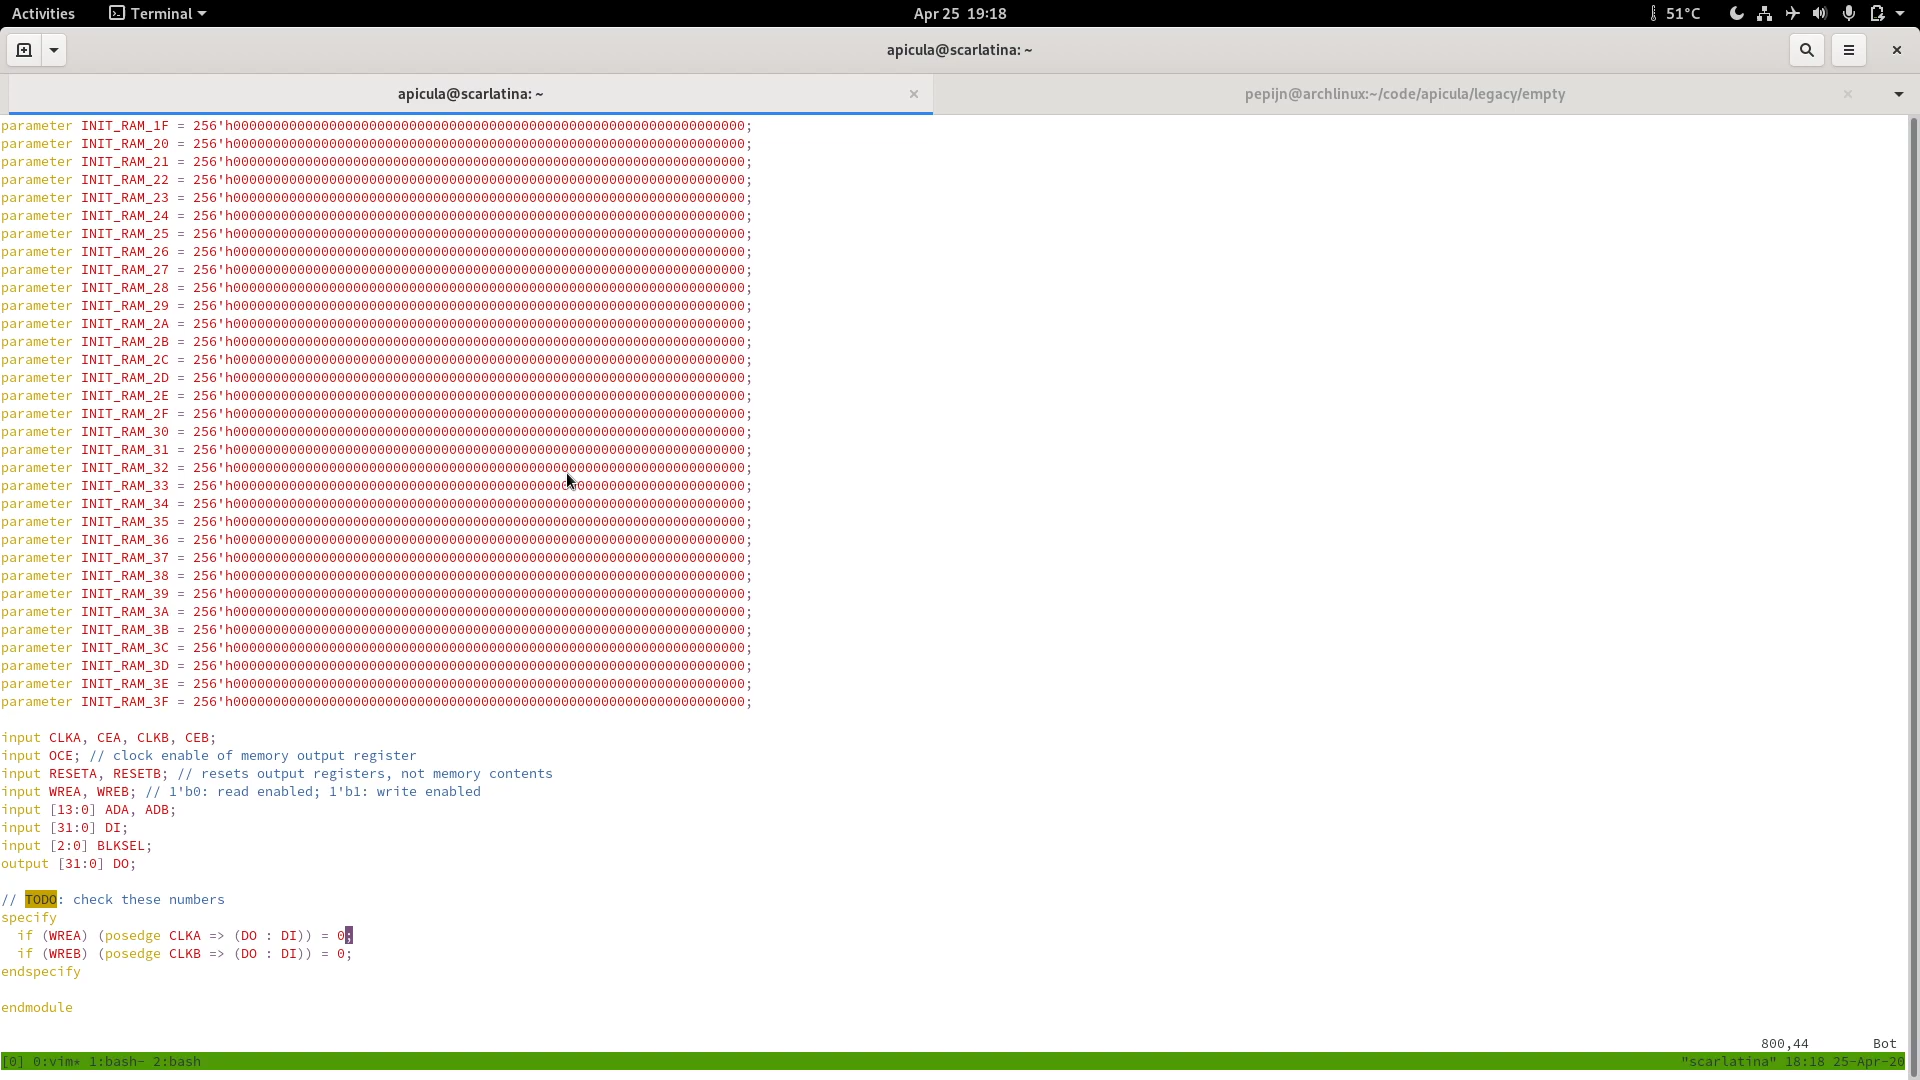 Activities Terminal Apr 25 19:18 51°C
apicula@scarlatina: ~
apicula@scarlatina: ~ pepijn@archlinux:~/code/apicula/legacy/empty
parameter INIT_RAM_1F = 256'h0000000000000000000000000000000000000000000000000000000000000000;
parameter INIT_RAM_20 = 256'h0000000000000000000000000000000000000000000000000000000000000000;
parameter INIT_RAM_21 = 256'h0000000000000000000000000000000000000000000000000000000000000000;
parameter INIT_RAM_22 = 256'h0000000000000000000000000000000000000000000000000000000000000000;
parameter INIT_RAM_23 = 256'h0000000000000000000000000000000000000000000000000000000000000000;
parameter INIT_RAM_24 = 256'h0000000000000000000000000000000000000000000000000000000000000000;
parameter INIT_RAM_25 = 256'h0000000000000000000000000000000000000000000000000000000000000000;
parameter INIT_RAM_26 = 256'h0000000000000000000000000000000000000000000000000000000000000000;
parameter INIT_RAM_27 = 256'h0000000000000000000000000000000000000000000000000000000000000000;
parameter INIT_RAM_28 = 256'h0000000000000000000000000000000000000000000000000000000000000000;
parameter INIT_RAM_29 = 256'h0000000000000000000000000000000000000000000000000000000000000000;
parameter INIT_RAM_2A = 256'h0000000000000000000000000000000000000000000000000000000000000000;
parameter INIT_RAM_2B = 256'h0000000000000000000000000000000000000000000000000000000000000000;
parameter INIT_RAM_2C = 256'h0000000000000000000000000000000000000000000000000000000000000000;
parameter INIT_RAM_2D = 256'h0000000000000000000000000000000000000000000000000000000000000000;
parameter INIT_RAM_2E = 256'h0000000000000000000000000000000000000000000000000000000000000000;
parameter INIT_RAM_2F = 256'h0000000000000000000000000000000000000000000000000000000000000000;
parameter INIT_RAM_30 = 256'h0000000000000000000000000000000000000000000000000000000000000000;
parameter INIT_RAM_31 = 256'h0000000000000000000000000000000000000000000000000000000000000000;
parameter INIT_RAM_32 = 256'h0000000000000000000000000000000000000000000000000000000000000000;
parameter INIT_RAM_33 = 256'h0000000000000000000000000000000000000000000000000000000000000000;
parameter INIT_RAM_34 = 256'h0000000000000000000000000000000000000000000000000000000000000000;
parameter INIT_RAM_35 = 256'h0000000000000000000000000000000000000000000000000000000000000000;
parameter INIT_RAM_36 = 256'h0000000000000000000000000000000000000000000000000000000000000000;
parameter INIT_RAM_37 = 256'h0000000000000000000000000000000000000000000000000000000000000000;
parameter INIT_RAM_38 = 256'h0000000000000000000000000000000000000000000000000000000000000000;
parameter INIT_RAM_39 = 256'h0000000000000000000000000000000000000000000000000000000000000000;
parameter INIT_RAM_3A = 256'h0000000000000000000000000000000000000000000000000000000000000000;
parameter INIT_RAM_3B = 256'h0000000000000000000000000000000000000000000000000000000000000000;
parameter INIT_RAM_3C = 256'h0000000000000000000000000000000000000000000000000000000000000000;
parameter INIT_RAM_3D = 256'h0000000000000000000000000000000000000000000000000000000000000000;
parameter INIT_RAM_3E = 256'h0000000000000000000000000000000000000000000000000000000000000000;
parameter INIT_RAM_3F = 256'h0000000000000000000000000000000000000000000000000000000000000000;
input CLKA, CEA, CLKB, CEB;
input OCE; // clock enable of memory output register
input RESETA, RESETB; // resets output registers, not memory contents
input WREA, WREB; // 1'b0: read enabled; 1'b1: write enabled
input [13:0] ADA, ADB;
input [31:0] DI;
input [2:0] BLKSEL;
output [31:0] DO;
// TODO: check these numbers
specify
if (WREA) (posedge CLKA => (DO : DI)) = 0;
if (WREB) (posedge CLKB => (DO : DI)) = 0;
endspecify
endmodule
800,44 Bot
[0] 0:vim* 1:bash- 2:bash "scarlatina" 18:18 25-Apr-20